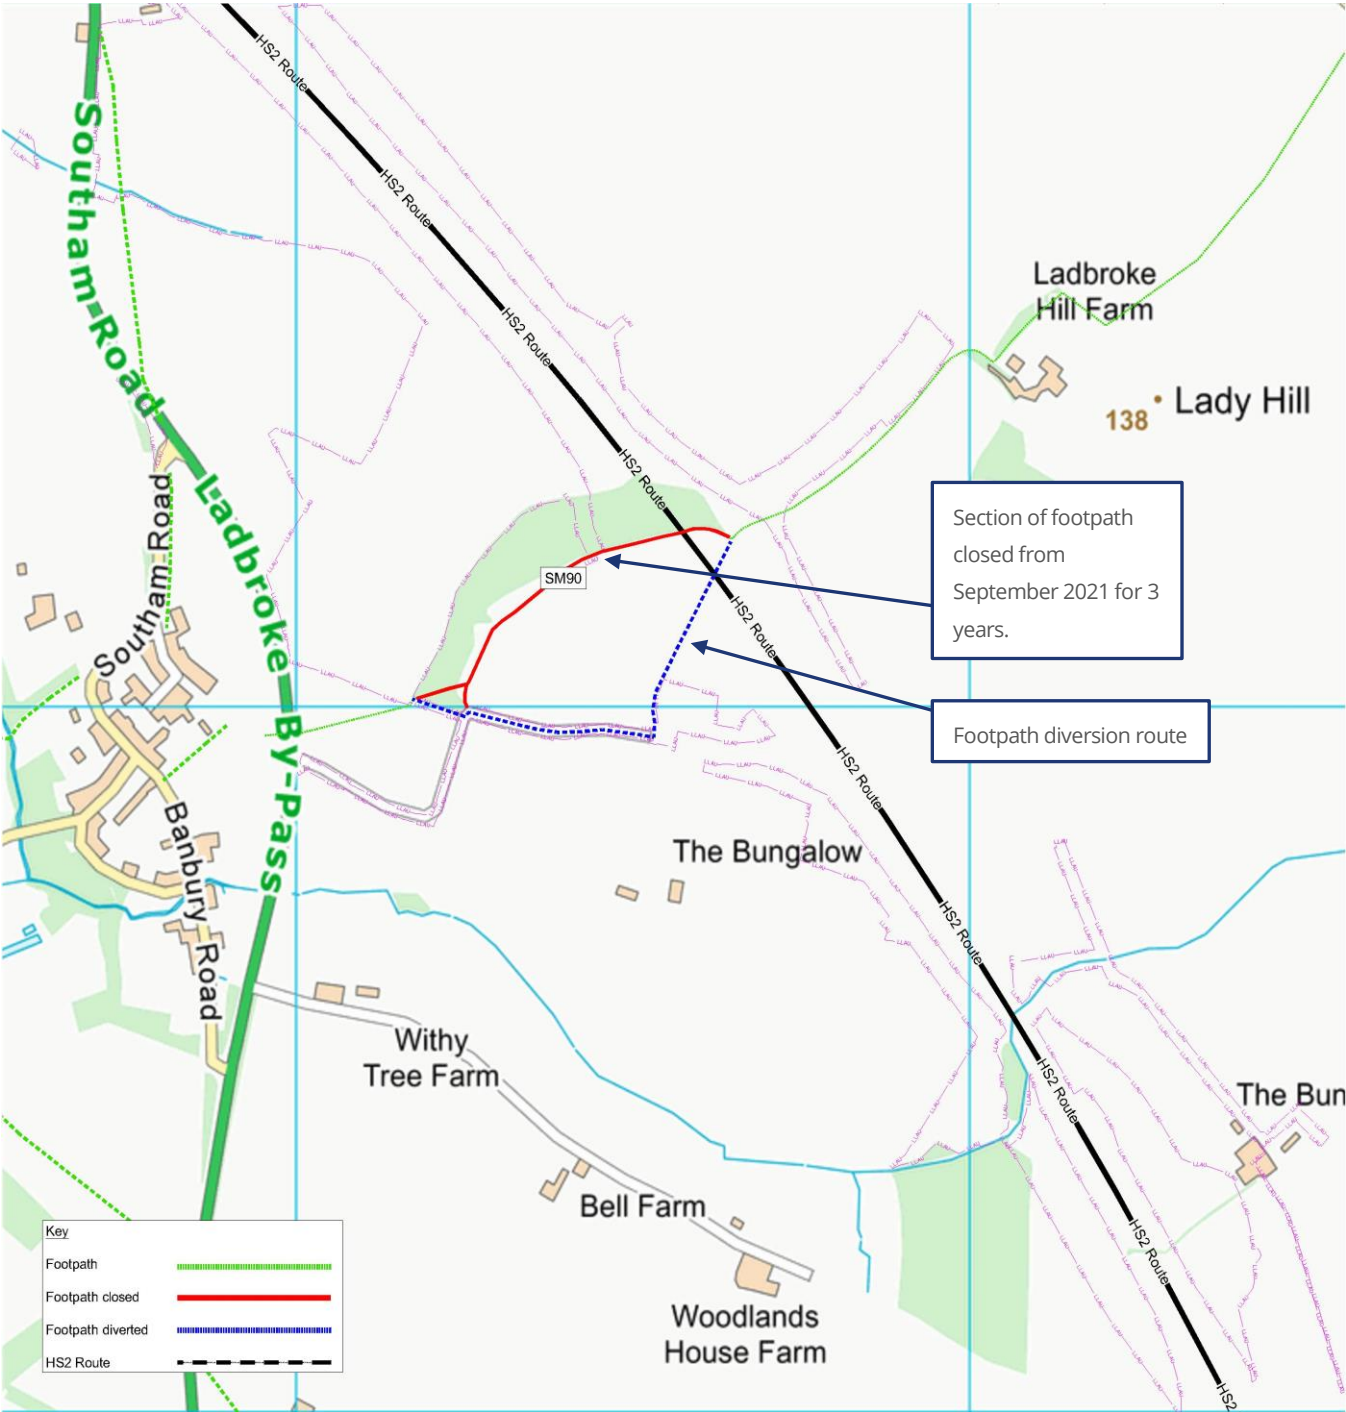 HS2 Route
HS2 Route
HS2 Route
HS2 Route
HS2 Route
HS2 Route
HS2 Route
HS2 Route
HS2 Route
HS2
Southam Road
Ladbroke By-Pass
Southam Road
Banbury Road
Ladbroke
Hill Farm
138
Lady Hill
Section of footpath
closed from
September 2021 for 3
years.
SM90
Footpath diversion route
The Bungalow
Withy
Tree Farm
The Bun
Bell Farm
Woodlands
House Farm
Key
Footpath
Footpath closed
Footpath diverted
HS2 Route